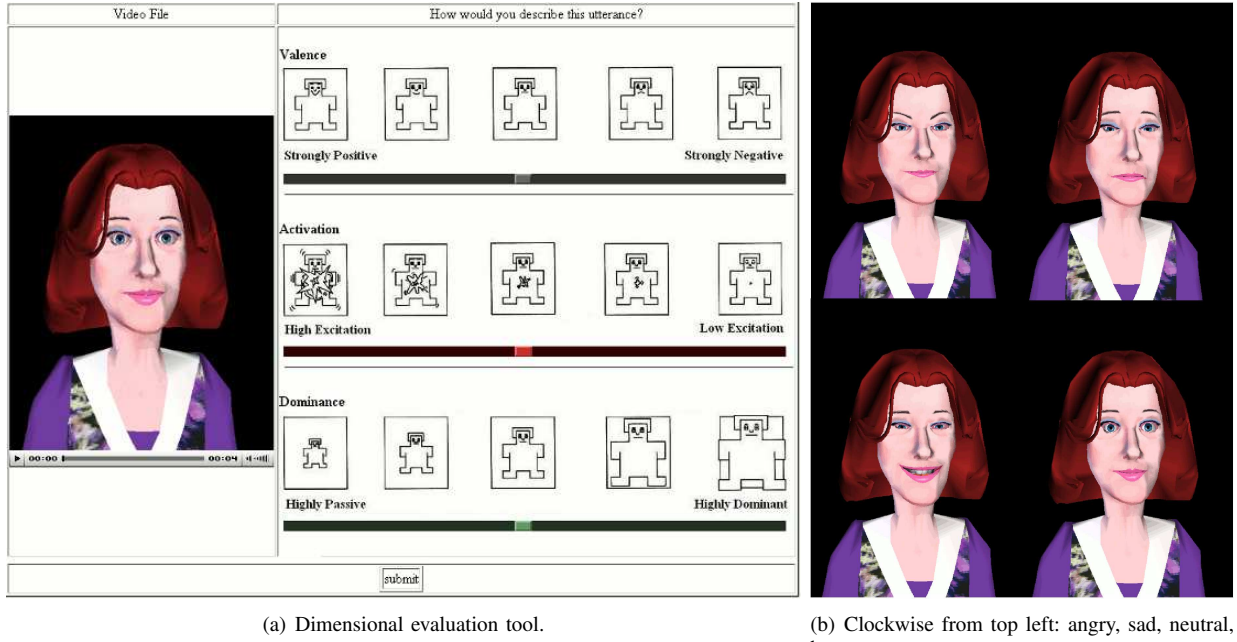 Video File
How would you describe this utterance?
Valence
Strongly Positive
Strongly Negative
Activation
High Excitation
Low Excitation
Dominance
Highly Passive
Highly Dominant
00:00
00:04
submit
(a) Dimensional evaluation tool.
(b) Clockwise from top left: angry, sad, neutral,